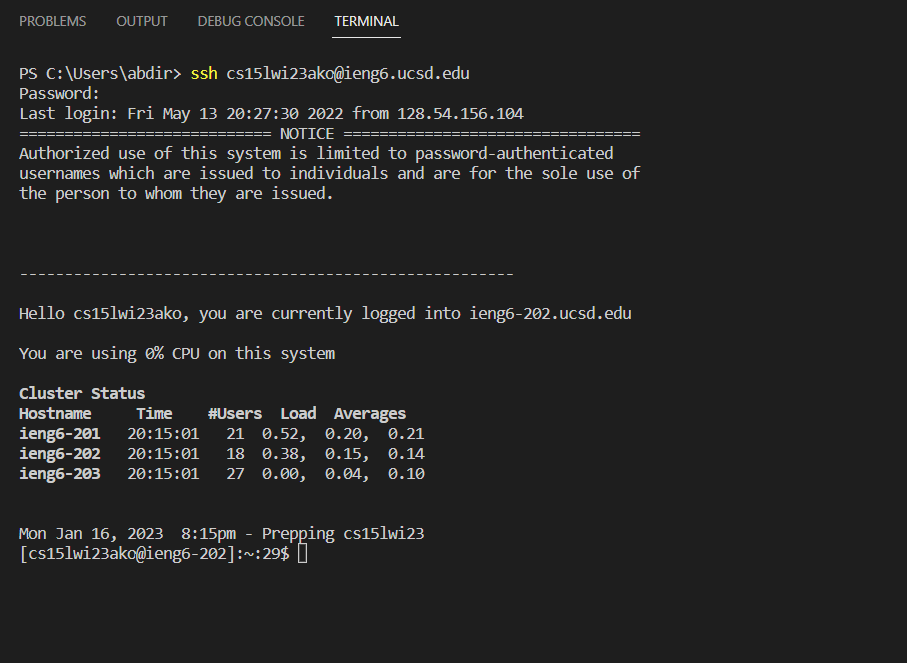 PROBLEMS OUTPUT DEBUG CONSOLE TERMINAL
PS C:\Users\abdir> ssh cs15lwi23ako@ieng6.ucsd.edu
Password:
Last login: Fri May 13 20:27:30 2022 from 128.54.156.104
============================ NOTICE =================================
Authorized use of this system is limited to password-authenticated
usernames which are issued to individuals and are for the sole use of
the person to whom they are issued.
-------------------------------------------------------
Hello cs15lwi23ako, you are currently logged into ieng6-202.ucsd.edu
You are using 0% CPU on this system
Cluster Status
Hostname     Time    #Users  Load  Averages
ieng6-201   20:15:01   21  0.52,  0.20,  0.21
ieng6-202   20:15:01   18  0.38,  0.15,  0.14
ieng6-203   20:15:01   27  0.00,  0.04,  0.10
Mon Jan 16, 2023  8:15pm - Prepping cs15lwi23
[cs15lwi23ako@ieng6-202]:~:29$